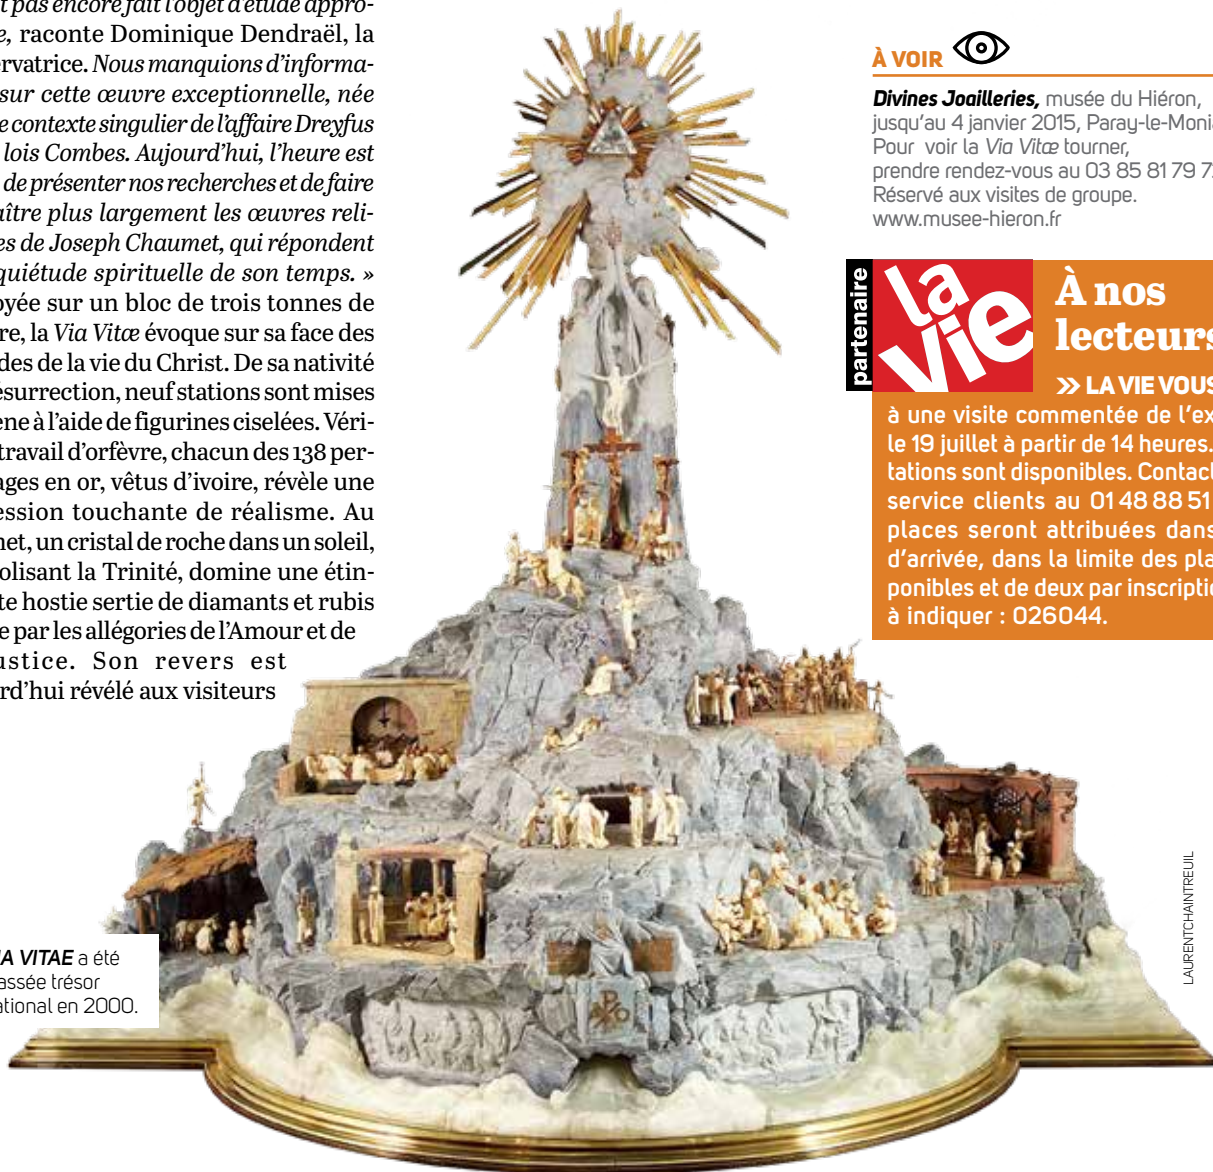 t pas encore fait l'objet d'étude appro-
e, raconte Dominique Dendraël, la
ervatrice. Nous manquions d'informa-
sur cette œuvre exceptionnelle, née
e contexte singulier de l'affaire Dreyfus
lois Combes. Aujourd'hui, l'heure est
de présenter nos recherches et de faire
aître plus largement les œuvres reli-
es de Joseph Chaumet, qui répondent
quiétude spirituelle de son temps. »
oyée sur un bloc de trois tonnes de
re, la Via Vitæ évoque sur sa face des
des de la vie du Christ. De sa nativité
ésurrection, neuf stations sont mises
ène à l'aide de figurines ciselées. Véri-
travail d'orfèvre, chacun des 138 per-
ages en or, vêtus d'ivoire, révèle une
ession touchante de réalisme. Au
net, un cristal de roche dans un soleil,
olisant la Trinité, domine une étin-
te hostie sertie de diamants et rubis
e par les allégories de l'Amour et de
ustice. Son revers est
rd'hui révélé aux visiteurs
IA VITAE a été
assée trésor
ational en 2000.
À VOIR
Divines Joailleries, musée du Hiéron,
jusqu'au 4 janvier 2015, Paray-le-Monia
Pour voir la Via Vitæ tourner,
prendre rendez-vous au 03 85 81 79 7
Réservé aux visites de groupe.
www.musee-hieron.fr
partenaire
la
vie
À nos
lecteurs
» LA VIE VOUS
à une visite commentée de l'ex
le 19 juillet à partir de 14 heures.
tations sont disponibles. Contact
service clients au 01 48 88 51
places seront attribuées dans
d'arrivée, dans la limite des pla
ponibles et de deux par inscriptio
à indiquer : 026044.
LAURENTCHAINTREUIL